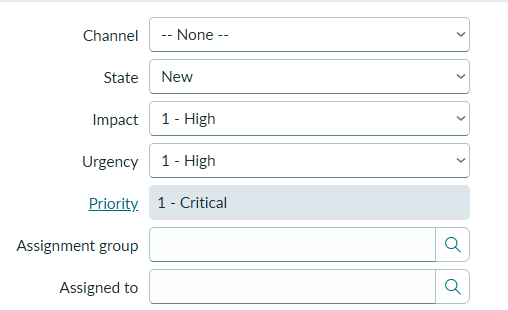 Channel -- None --
State New
Impact 1 - High
Urgency 1 - High
Priority 1 - Critical
Assignment group
Assigned to